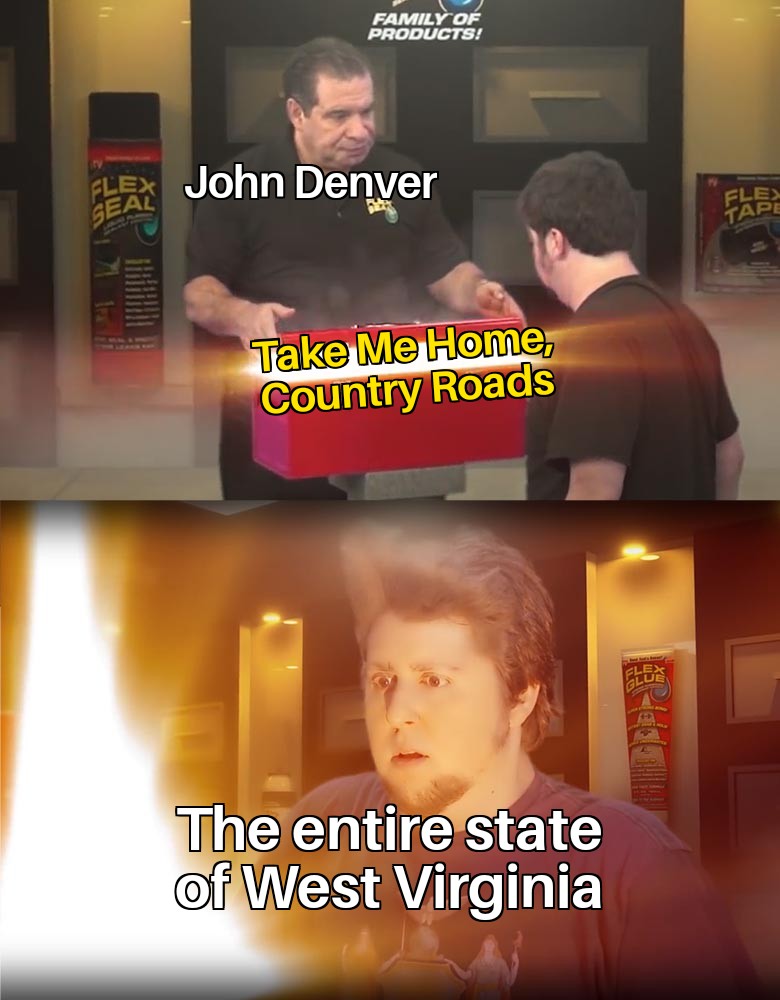 FAMILY OF
PRODUCTS!
John Denver
FLEX
SEAL
FLEX
TAPE
Take Me Home,
Country Roads
FLEX
GLUE
The entire state
of West Virginia